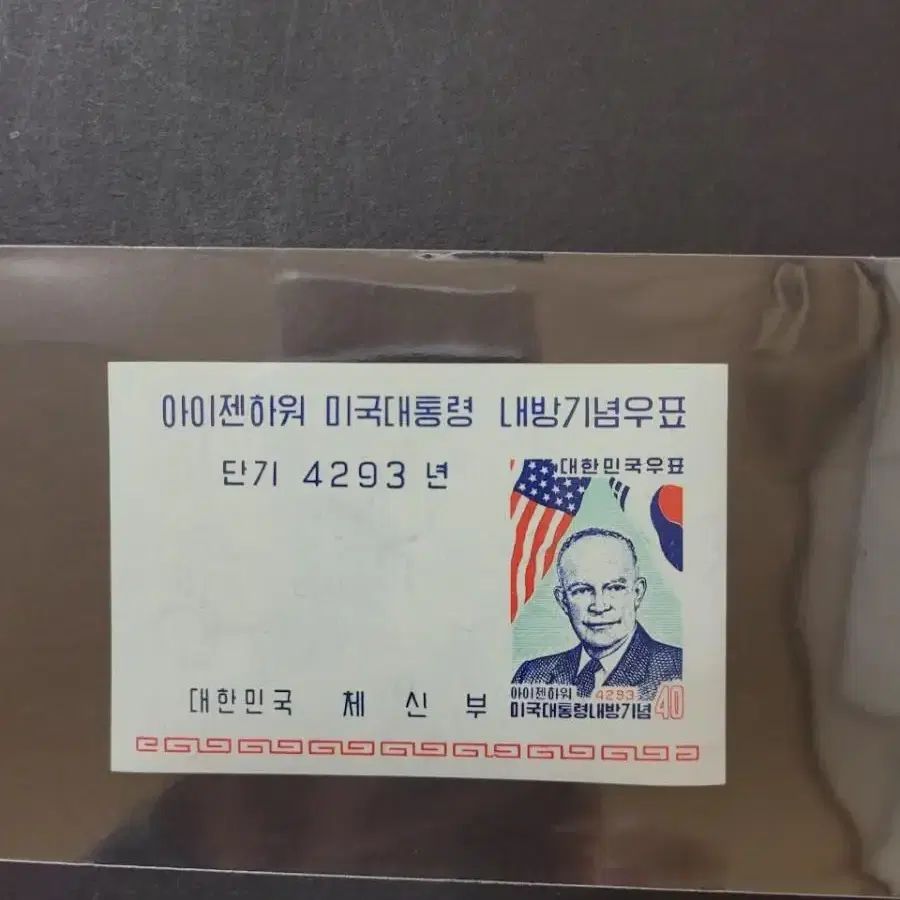 아이젠하워 미국대통령 내방기념우표
단기 4293 년
대한민국우표
아이젠하워 4293
미국대통령내방기념 40
대한민국 체 신 부